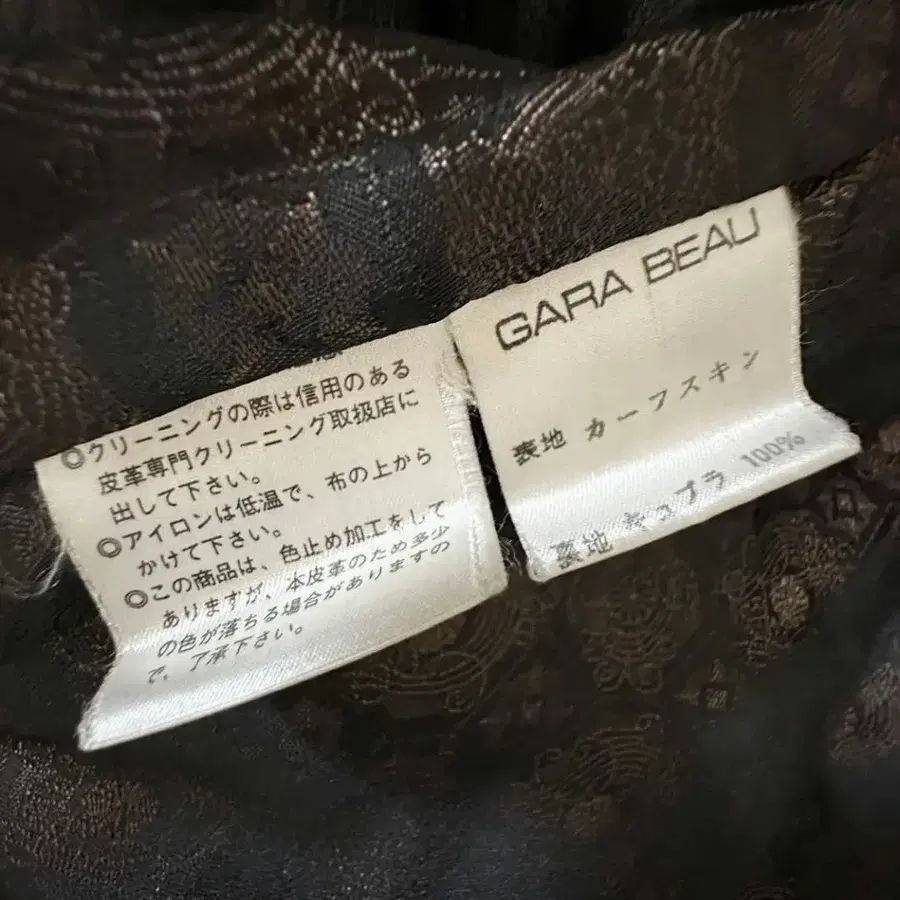 ◎クリーニングの際は信用のある
皮革専門クリーニング取扱店に
出して下さい。
◎アイロンは低温で、布の上から
かけて下さい。
◎この商品は、色止め加工をして
ありますが、本皮革のため多少
の色が落ちる場合がありますの
で、了承下さい。
GARA BEAU
表地 カーフスキン
裏地 キュプラ 100%